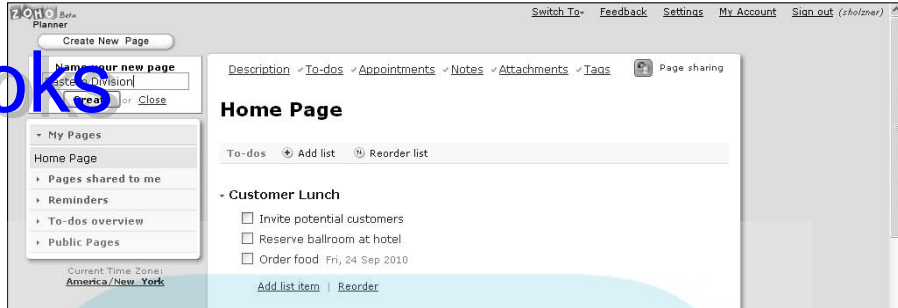 ZOHO Beta
Planner
Switch To- Feedback Settings My Account Sign out (sholzner)
Create New Page
Name your new page
Division
or Close
oks
My Pages
Home Page
Pages shared to me
Reminders
To-dos overview
Public Pages
Current Time Zone:
America/New York
Description To-dos Appointments Notes Attachments Tags Page sharing
Home Page
To-dos Add list Reorder list
Customer Lunch
Invite potential customers
Reserve ballroom at hotel
Order food Fri, 24 Sep 2010
Add list item | Reorder